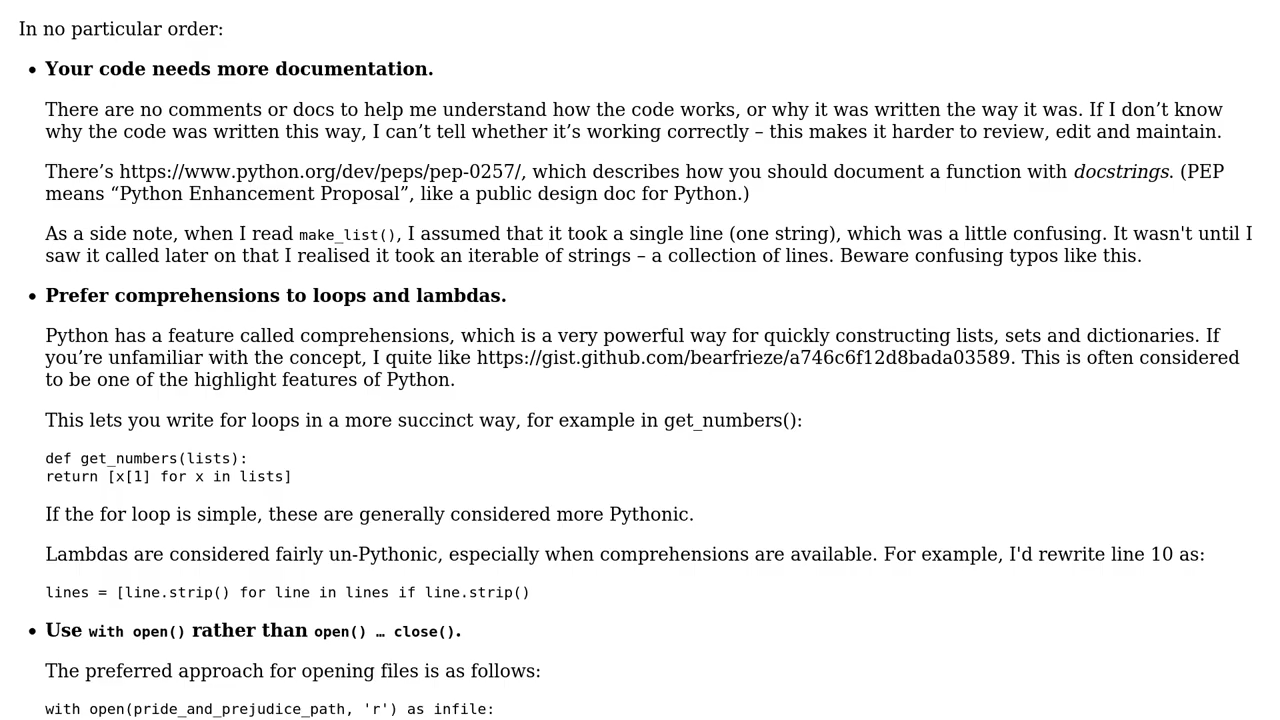 In no particular order:
• Your code needs more documentation.
There are no comments or docs to help me understand how the code works, or why it was written the way it was. If I don’t know
why the code was written this way, I can’t tell whether it’s working correctly – this makes it harder to review, edit and maintain.
There’s https://www.python.org/dev/peps/pep-0257/, which describes how you should document a function with docstrings. (PEP
means “Python Enhancement Proposal”, like a public design doc for Python.)
As a side note, when I read make_list(), I assumed that it took a single line (one string), which was a little confusing. It wasn't until I
saw it called later on that I realised it took an iterable of strings – a collection of lines. Beware confusing typos like this.
• Prefer comprehensions to loops and lambdas.
Python has a feature called comprehensions, which is a very powerful way for quickly constructing lists, sets and dictionaries. If
you’re unfamiliar with the concept, I quite like https://gist.github.com/bearfrieze/a746c6f12d8bada03589. This is often considered
to be one of the highlight features of Python.
This lets you write for loops in a more succinct way, for example in get_numbers():
def get_numbers(lists):
return [x[1] for x in lists]
If the for loop is simple, these are generally considered more Pythonic.
Lambdas are considered fairly un-Pythonic, especially when comprehensions are available. For example, I'd rewrite line 10 as:
lines = [line.strip() for line in lines if line.strip()
• Use with open() rather than open() … close().
The preferred approach for opening files is as follows:
with open(pride_and_prejudice_path, 'r') as infile: